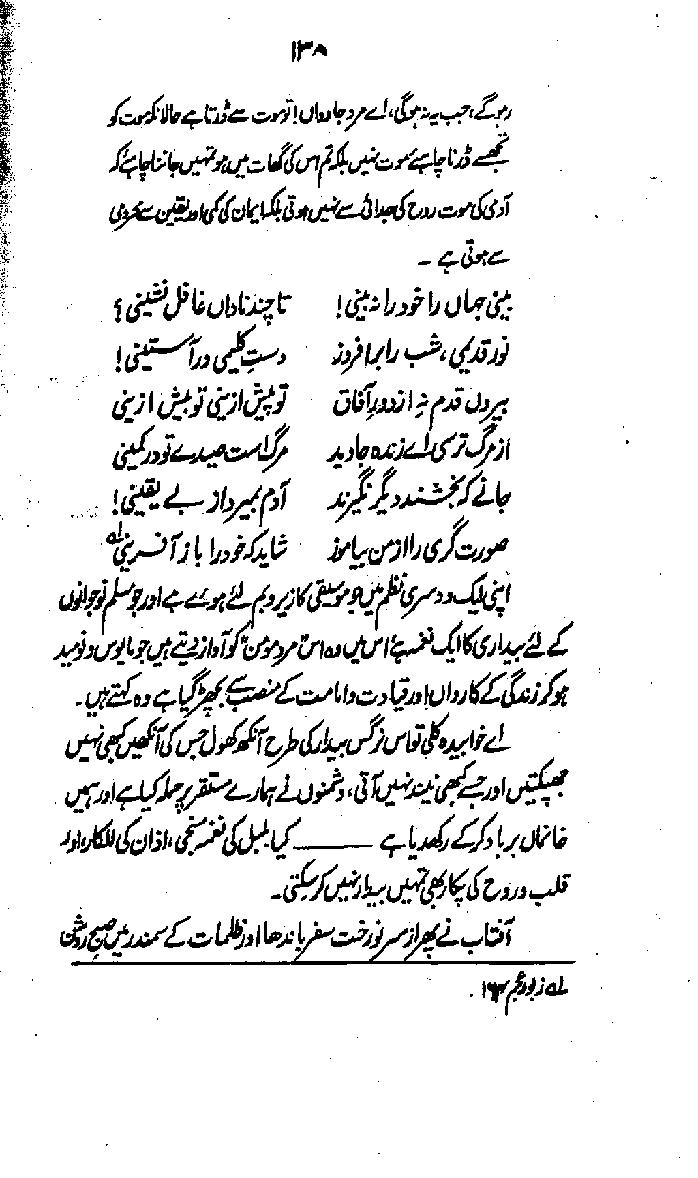 ۱۳۸
رہو گے، جب یہ نہ ہو گی، اے مرد جاوداں! تو موت سے ڈرتا ہے حالانکہ موت کو
تجھ سے ڈرنا چاہیے موت نہیں بلکہ تم اس کی گھات میں ہو تمہیں جاننا چاہئے کہ
آدمی کی موت روح کی جدائی سے نہیں ہوتی بلکہ ایمان کی کمی اور یقین سے محرومی
سے ہوتی ہے ۔
بینی جہاں را خود را نہ بینی! تا چند ناداں غافل نشینی؟
نور قدیمی، شب را برافروز دستِ کلیمی در آستینی!
بیروں قدم نِہ از دورِ آفاق تو پیش ازینی تو بیش ازینی
از مرگ ترسی اے زندہ جاوید مرگ است صیدے تو در کمینی
جانے کہ بخشند دیگر نگیرند آدم بمیرد از بے یقینی!
صورت گری را از من بیاموز شاید کہ خود را باز آفرینی لہ
اپنی ایک دوسری نظم میں جو موسیقی کا زیر و بم لئے ہوے ہے اور جو مسلم نوجوانوں
کے لئے بیداری کا ایک نغمہ ہے اس میں وہ اس "مرد مومن" کو آواز دیتے ہیں جو مایوس و نومید
ہو کر زندگی کے کارواں اور قیادت و امامت کے منصب سے بچھڑ گیا ہے وہ کہتے ہیں ۔
اے خوابیدہ کلی تو اس نرگس بیدار کی طرح آنکھ کھول جس کی آنکھیں کبھی نہیں
جھپکتیں اور جسے کبھی نیند نہیں آتی، دشمنوں نے ہمارے مستقر پر حملہ کیا ہے اور ہمیں
خانماں برباد کر کے رکھدیا ہے ——— کیا بلبل کی نغمہ سنجی، اذان کی للکار، اور
قلب و روح کی پکار بھی تمہیں بیدار نہیں کر سکتی ۔
آفتاب نے پھر از سر نو رخت سفر باندھا اور ظلمات کے سمندر میں صبح روشن
لہ زبور عجم